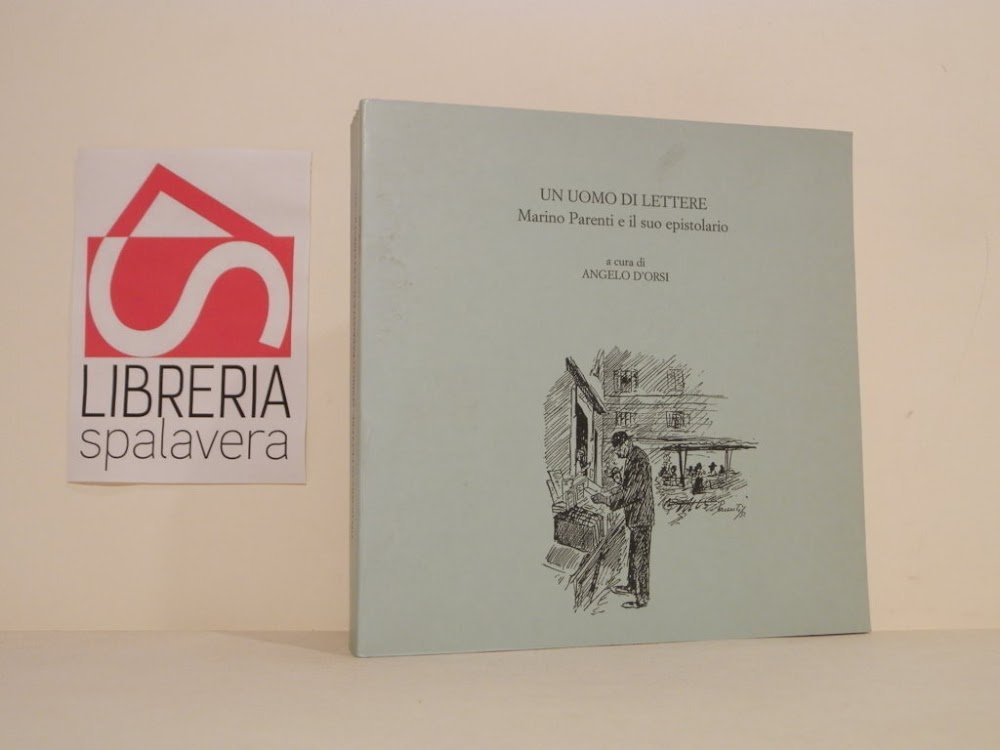 LIBRERIA
spalavera
UN UOMO DI LETTERE
Marino Parenti e il suo epistolario
a cura di
ANGELO D'ORSI